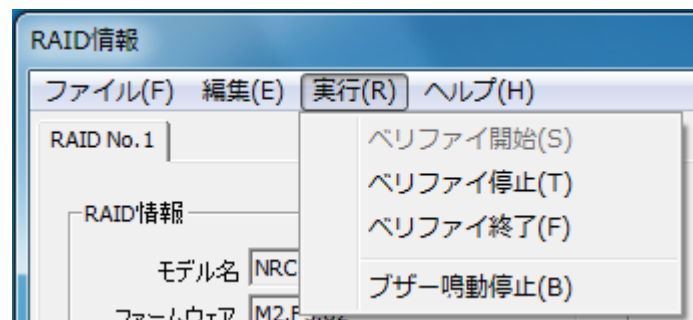 RAID情報
ファイル(F) 編集(E) 実行(R) ヘルプ(H)
RAID No.1
ベリファイ開始(S)
ベリファイ停止(T)
RAID情報
ベリファイ終了(F)
モデル名 NRC
ブザー鳴動停止(B)
ファームウェア